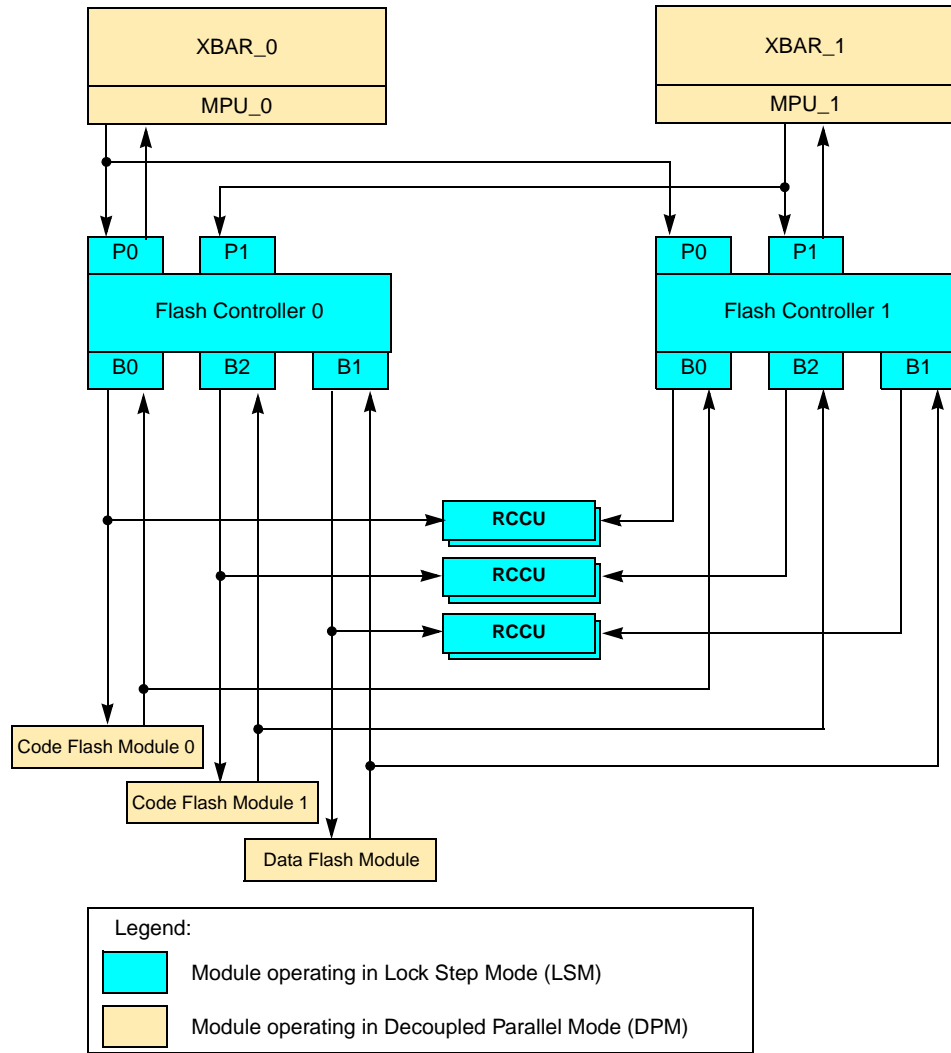 XBAR_0
XBAR_1
MPU_0
MPU_1
P0
P1
P0
P1
Flash Controller 0
Flash Controller 1
B0
B2
B1
B0
B2
B1
RCCU
RCCU
RCCU
Code Flash Module 0
Code Flash Module 1
Data Flash Module
Legend:
Module operating in Lock Step Mode (LSM)
Module operating in Decoupled Parallel Mode (DPM)